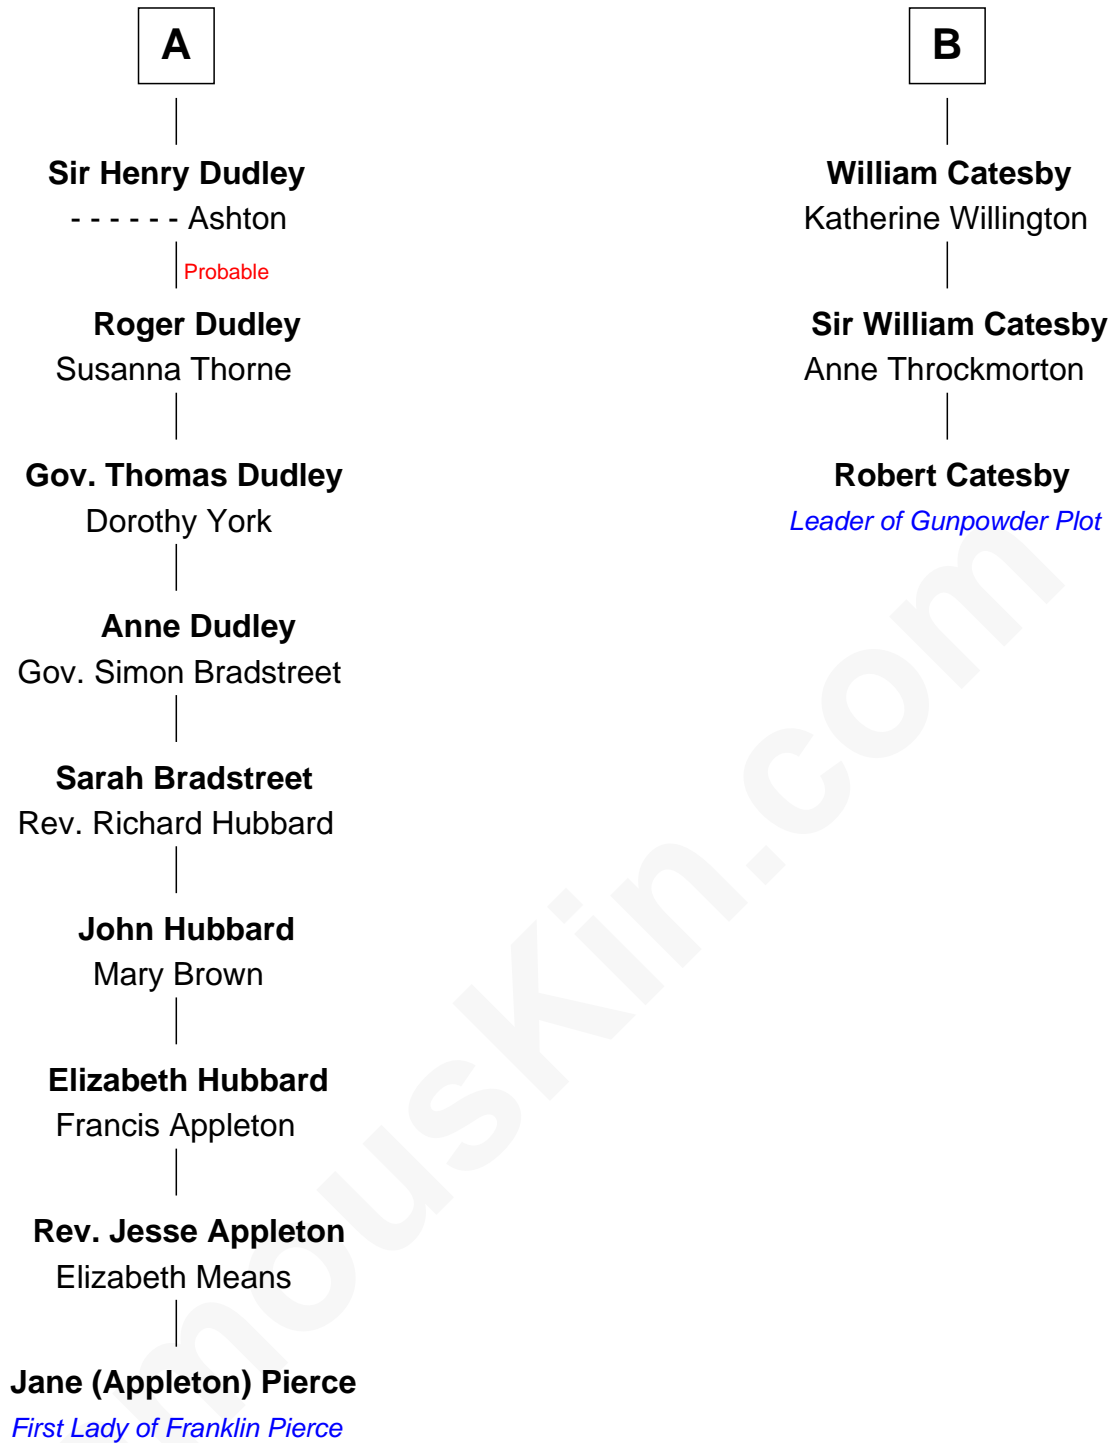 A
Sir Henry Dudley
- - - - - - Ashton
Probable
Roger Dudley
Susanna Thorne
Gov. Thomas Dudley
Dorothy York
Anne Dudley
Gov. Simon Bradstreet
Sarah Bradstreet
Rev. Richard Hubbard
John Hubbard
Mary Brown
Elizabeth Hubbard
Francis Appleton
Rev. Jesse Appleton
Elizabeth Means
Jane (Appleton) Pierce
First Lady of Franklin Pierce
B
William Catesby
Katherine Willington
Sir William Catesby
Anne Throckmorton
Robert Catesby
Leader of Gunpowder Plot
mousKin.com